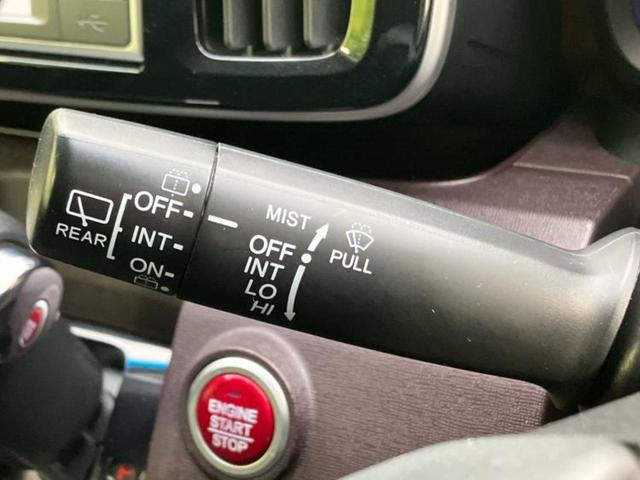 REAR
OFF
INT
ON
MIST
OFF
INT
LO
HI
PULL
ENGINE
START
STOP